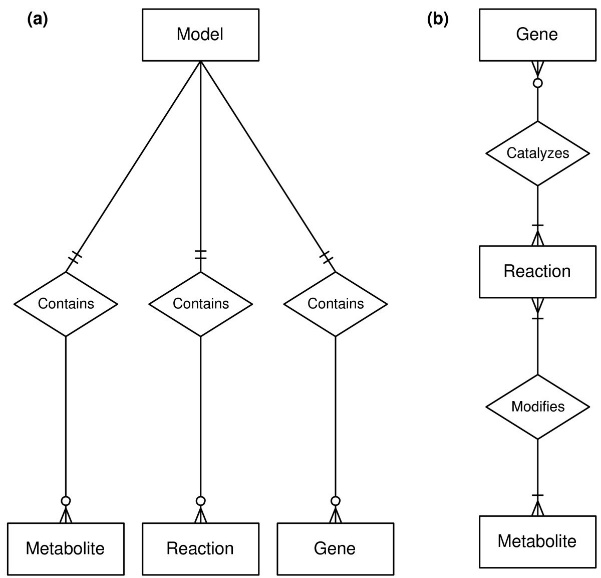 (a)
Model
Contains
Contains
Contains
Metabolite
Reaction
Gene
(b)
Gene
Catalyzes
Reaction
Modifies
Metabolite